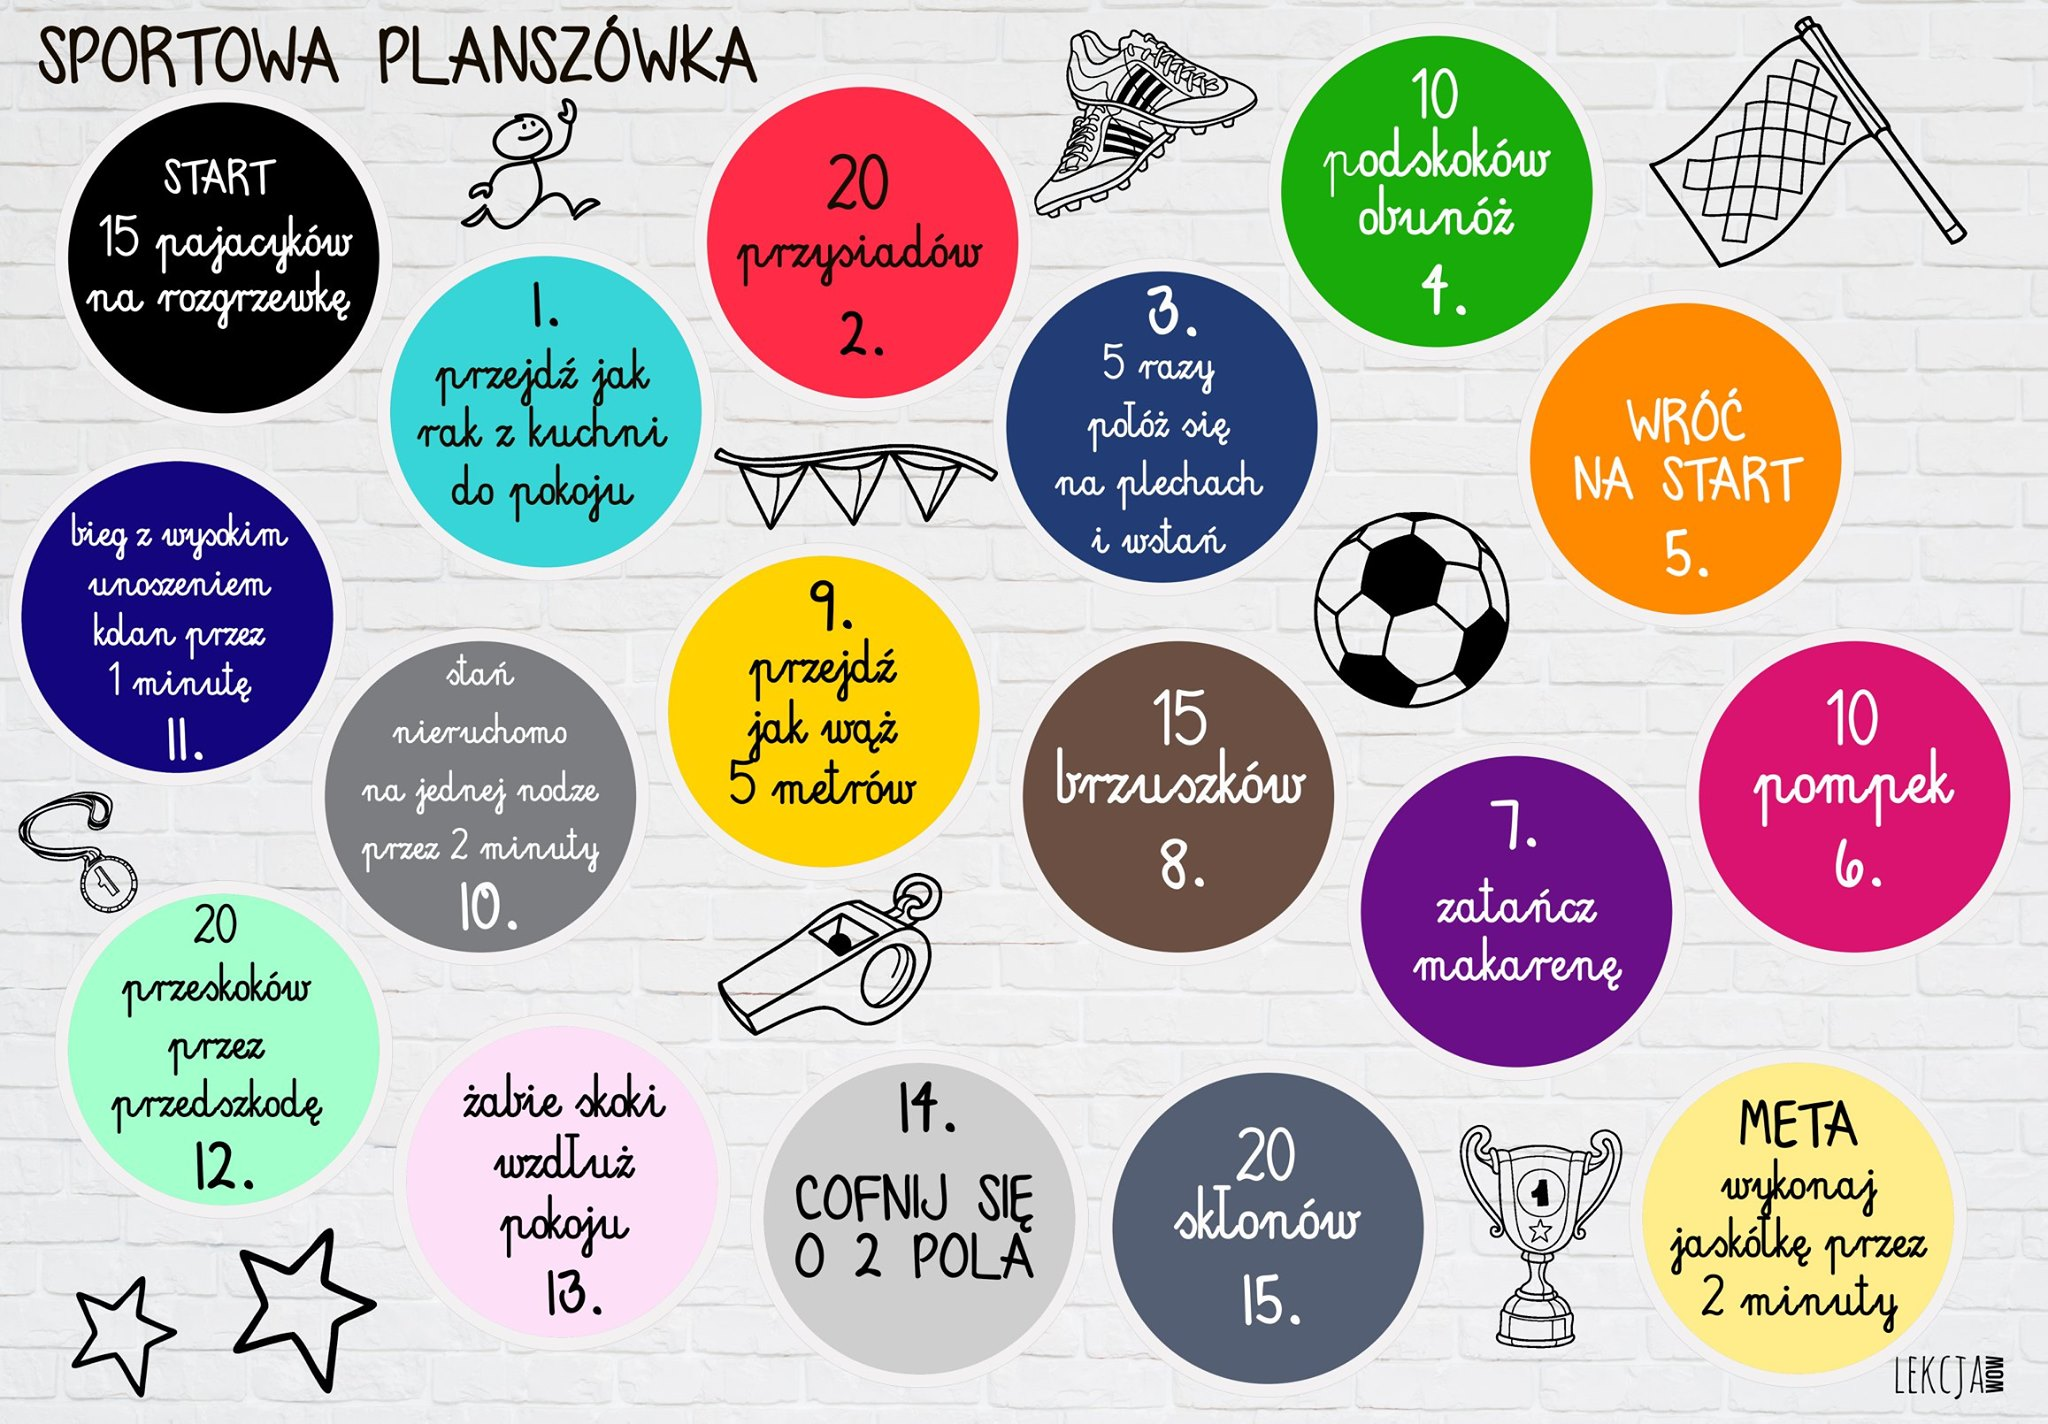 SPORTOWA PLANSZÓWKA
START
15 pajacyków
na rozgrzewkę
1.
przejdź jak
rak z kuchni
do pokoju
20
przysiadów
2.
3.
5 razy
połóż się
na plechach
i wstań
10
podskoków
obunóż
4.
WRÓĆ
NA START
5.
10
pompek
6.
7.
zatańcz
makarenę
15
brzuszków
8.
9.
przejdź
jak wąż
5 metrów
stań
nieruchomo
na jednej nodze
przez 2 minuty
10.
bieg z wysokim
unoszeniem
kolan przez
1 minutę
11.
20
przeskoków
przez
przedszkodę
12.
żabie skoki
wzdłuż
pokoju
13.
14.
COFNIJ SIĘ
O 2 POLA
20
skłonów
15.
1
META
wykonaj
jaskółkę przez
2 minuty
1
LEKCJA
WOW